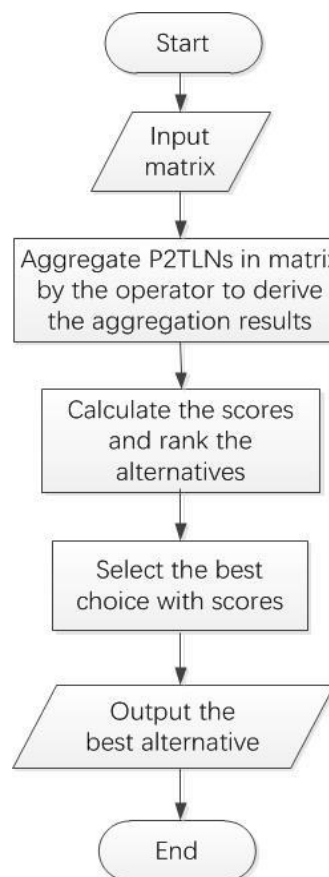 Start
Input
matrix
Aggregate P2TLNs in matrix
by the operator to derive
the aggregation results
Calculate the scores
and rank the
alternatives
Select the best
choice with scores
Output the
best alternative
End